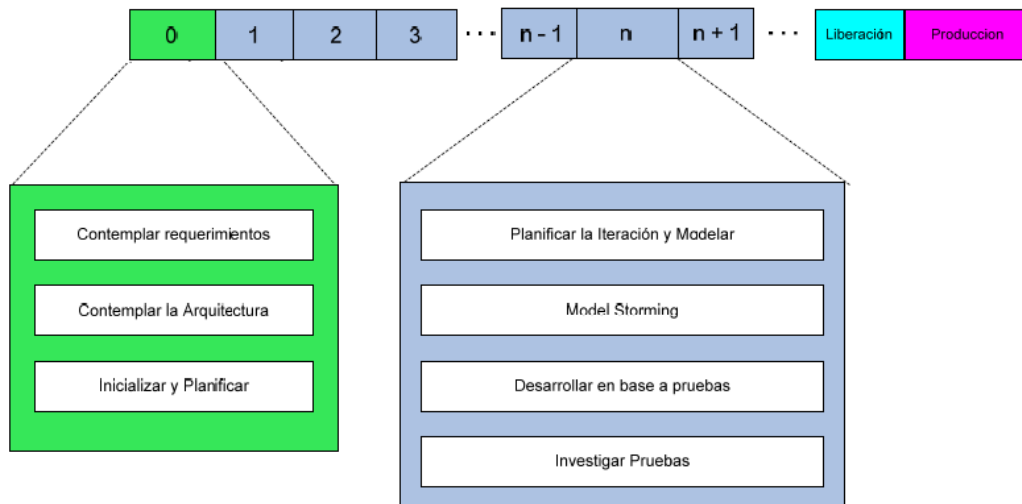 0 1 2 3 ... n - 1 n n + 1 ... Liberación Produccion
Contemplar requerimientos
Contemplar la Arquitectura
Inicializar y Planificar
Planificar la Iteración y Modelar
Model Storming
Desarrollar en base a pruebas
Investigar Pruebas